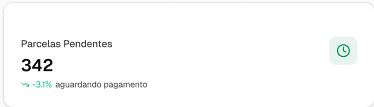 Parcelas Pendentes
342
-3.1% aguardando pagamento